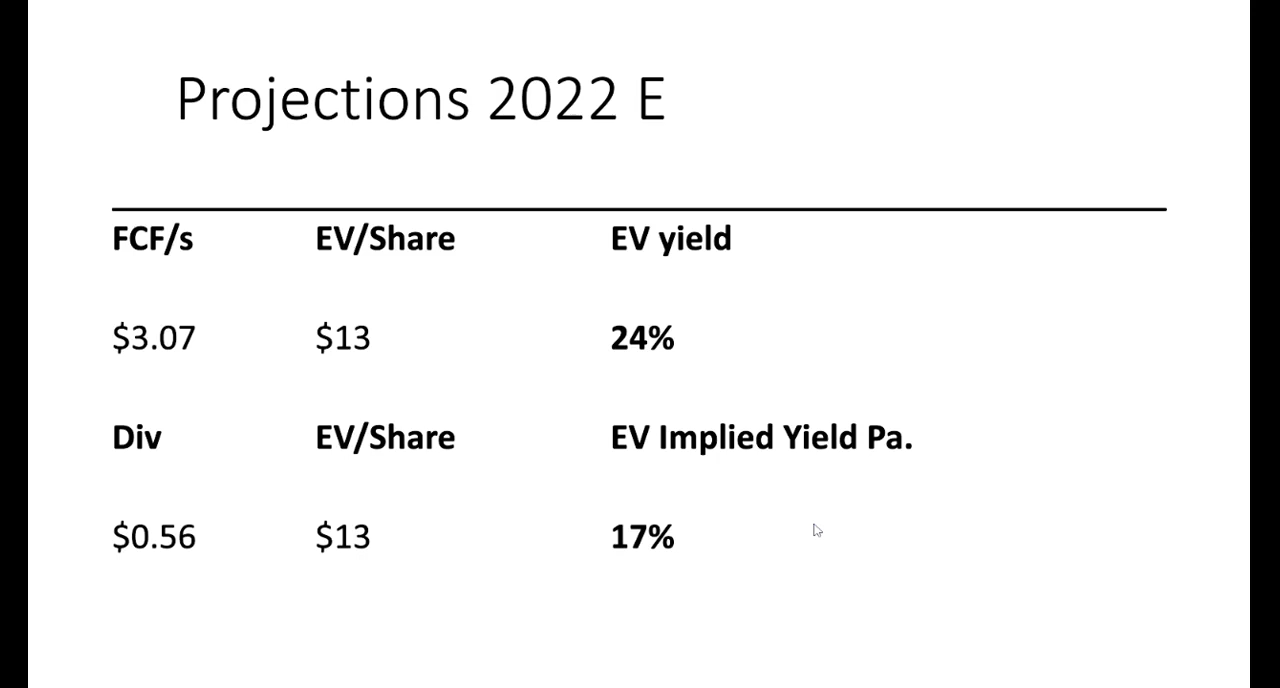 Projections 2022 E
FCF/s EV/Share EV yield
$3.07 $13 24%
Div EV/Share EV Implied Yield Pa.
$0.56 $13 17%